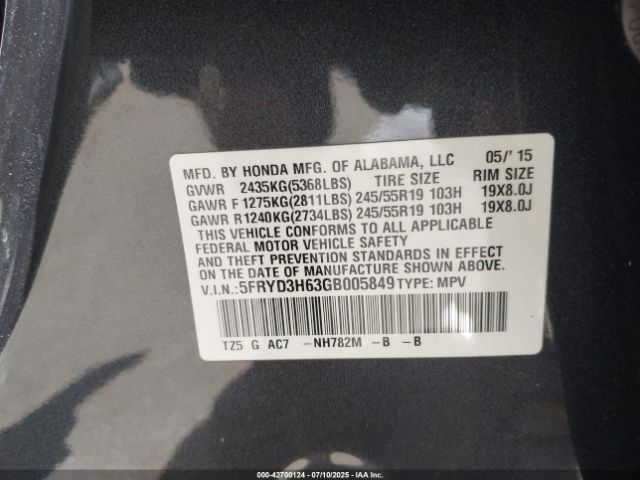 MFD. BY HONDA MFG. OF ALABAMA, LLC 05/' 15
GVWR 2435KG(5368LBS) TIRE SIZE RIM SIZE
GAWR F 1275KG(2811LBS) 245/55R19 103H 19X8.0J
GAWR R 1240KG(2734LBS) 245/55R19 103H 19X8.0J
THIS VEHICLE CONFORMS TO ALL APPLICABLE
FEDERAL MOTOR VEHICLE SAFETY
AND THEFT PREVENTION STANDARDS IN EFFECT
ON THE DATE OF MANUFACTURE SHOWN ABOVE.
V.I.N.: 5FRYD3H63GB005849 TYPE: MPV
TZ5 G AC7 -NH782M -B -B
000-42700124 | 07/10/2025 | IAA Inc.